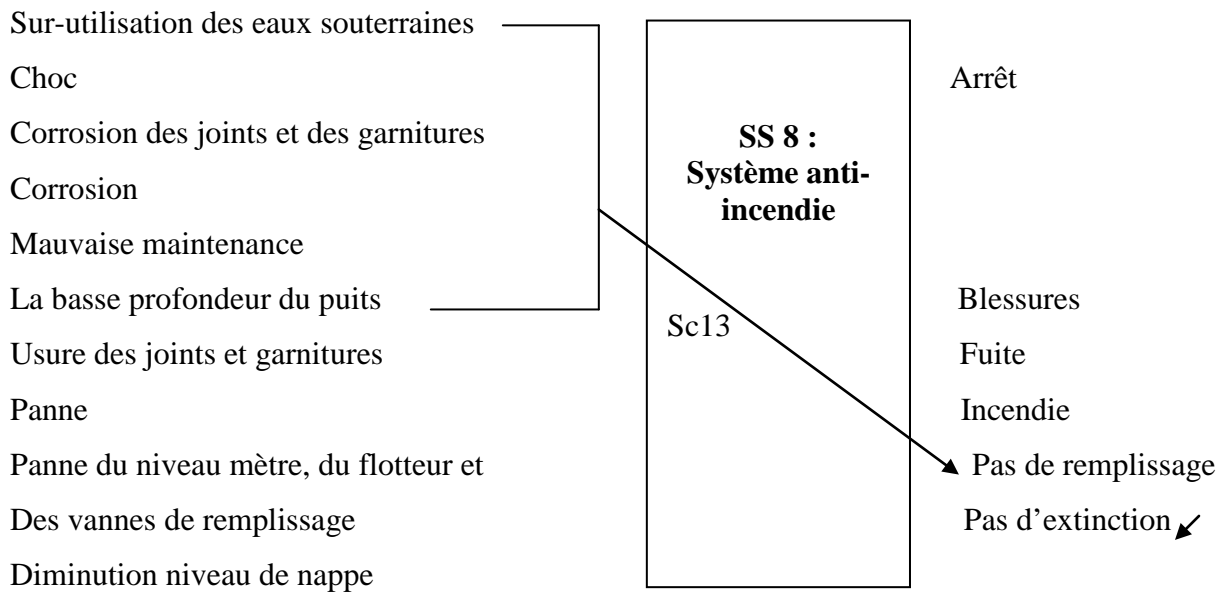 Sur-utilisation des eaux souterraines
Choc
Corrosion des joints et des garnitures
Corrosion
Mauvaise maintenance
La basse profondeur du puits
Usure des joints et garnitures
Panne
Panne du niveau mètre, du flotteur et
Des vannes de remplissage
Diminution niveau de nappe
SS 8 :
Système anti-
incendie
Sc13
Arrêt
Blessures
Fuite
Incendie
Pas de remplissage
Pas d’extinction